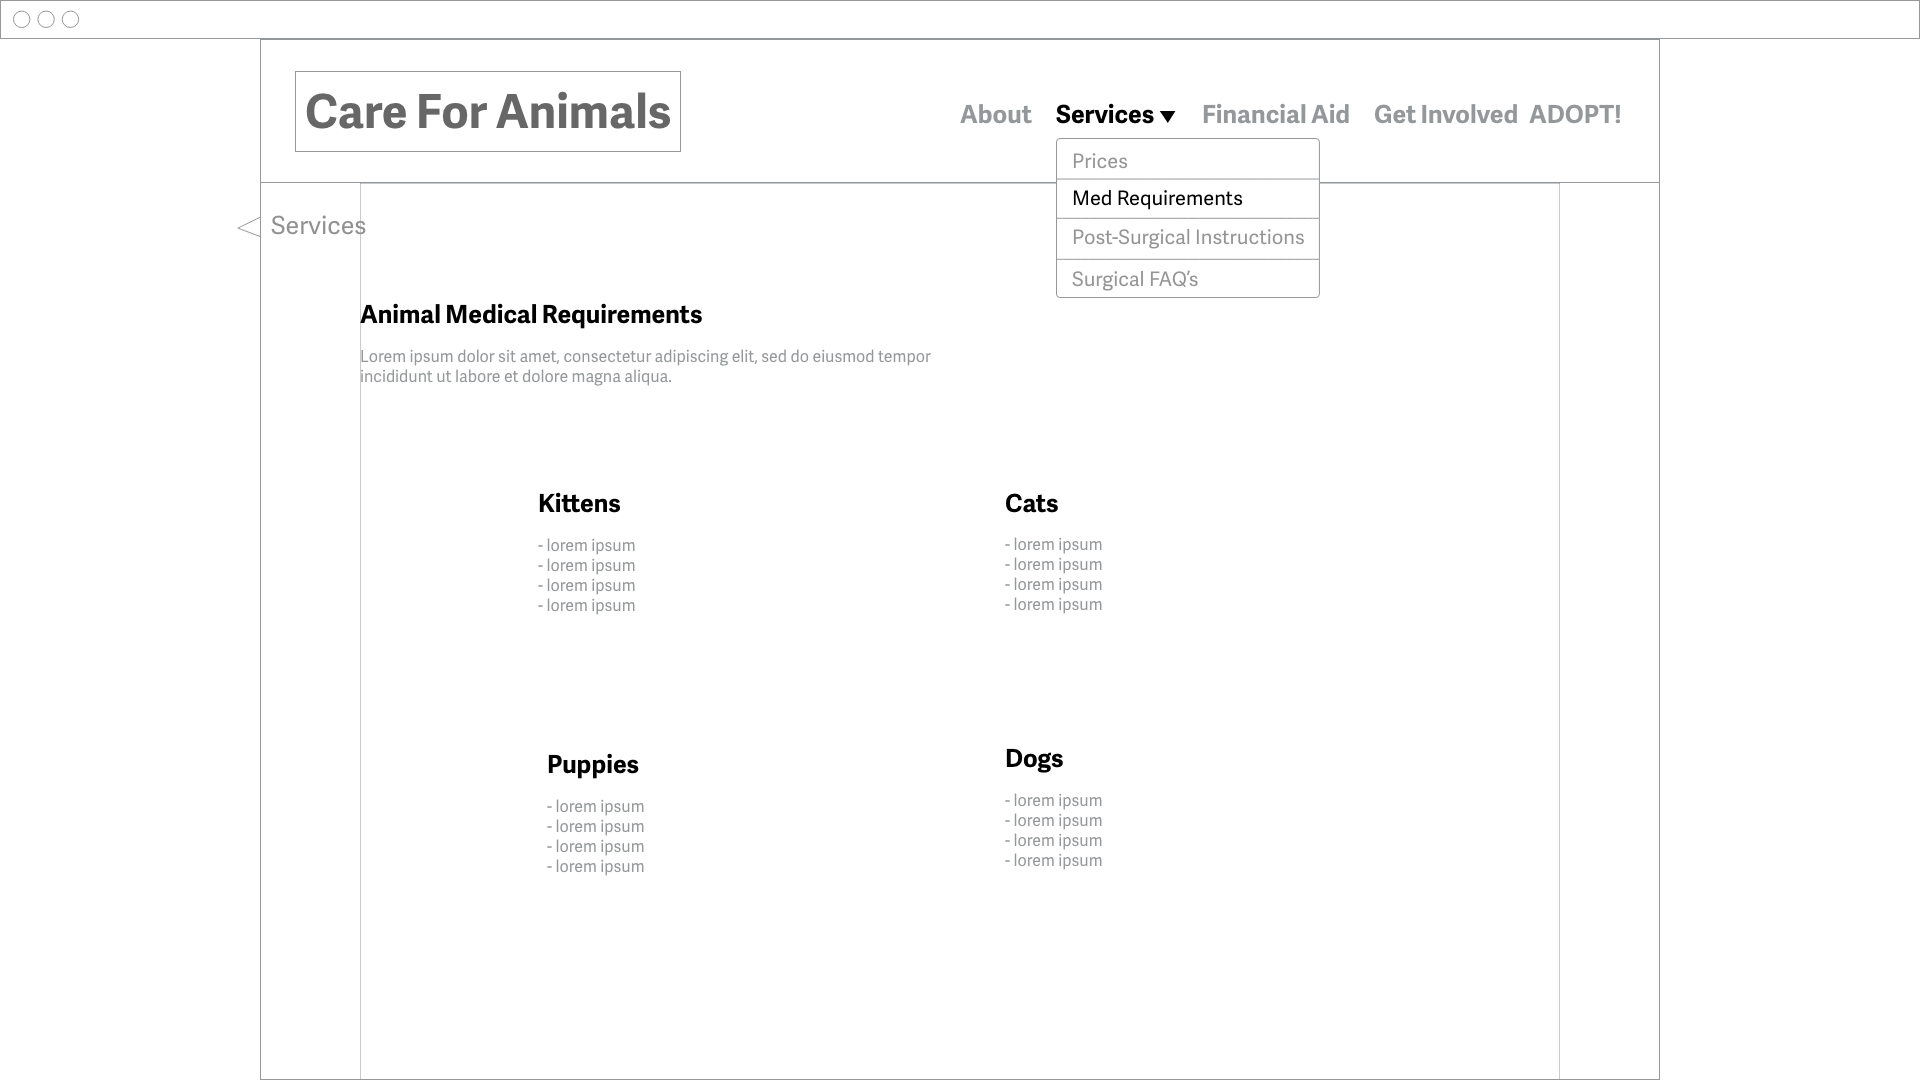 Care For Animals
About Services Financial Aid Get Involved ADOPT!
Prices
Med Requirements
Post-Surgical Instructions
Surgical FAQ’s
Services
Animal Medical Requirements
Lorem ipsum dolor sit amet, consectetur adipiscing elit, sed do eiusmod tempor
incididunt ut labore et dolore magna aliqua.
Kittens
- lorem ipsum
- lorem ipsum
- lorem ipsum
- lorem ipsum
Cats
- lorem ipsum
- lorem ipsum
- lorem ipsum
- lorem ipsum
Puppies
- lorem ipsum
- lorem ipsum
- lorem ipsum
- lorem ipsum
Dogs
- lorem ipsum
- lorem ipsum
- lorem ipsum
- lorem ipsum